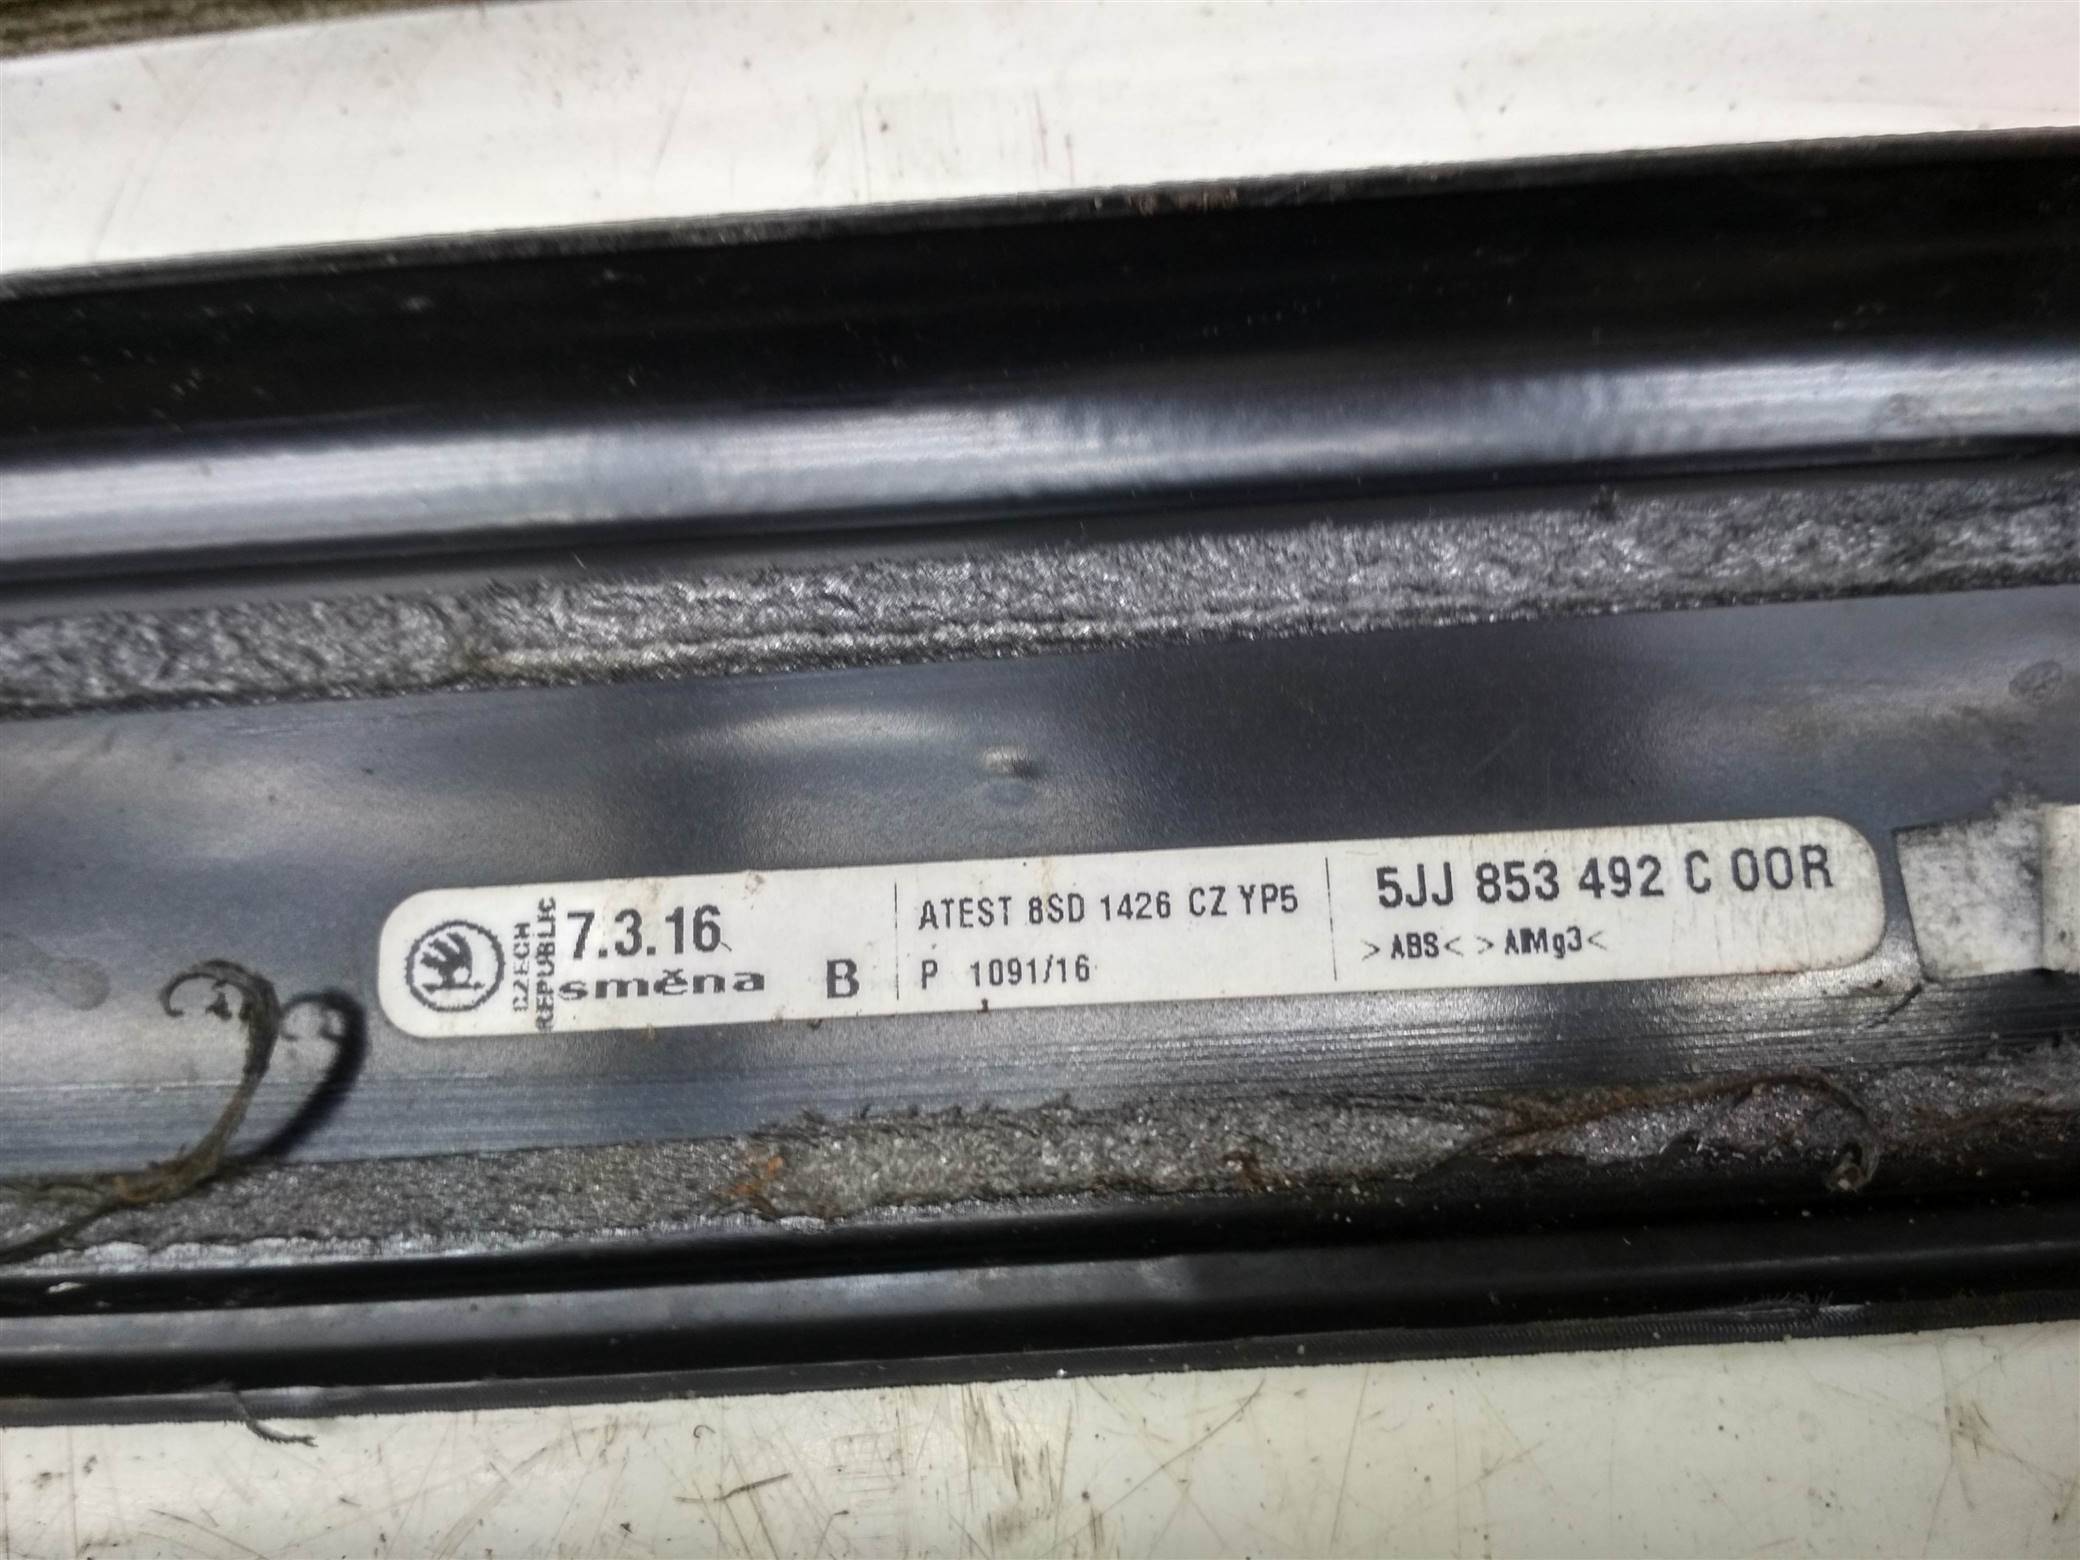 CZECH
REPUBLIC
7.3.16
směna B
ATEST 8SD 1426 CZ YP5
P 1091/16
5JJ 853 492 C 00R
>ABS< >AlMg3<